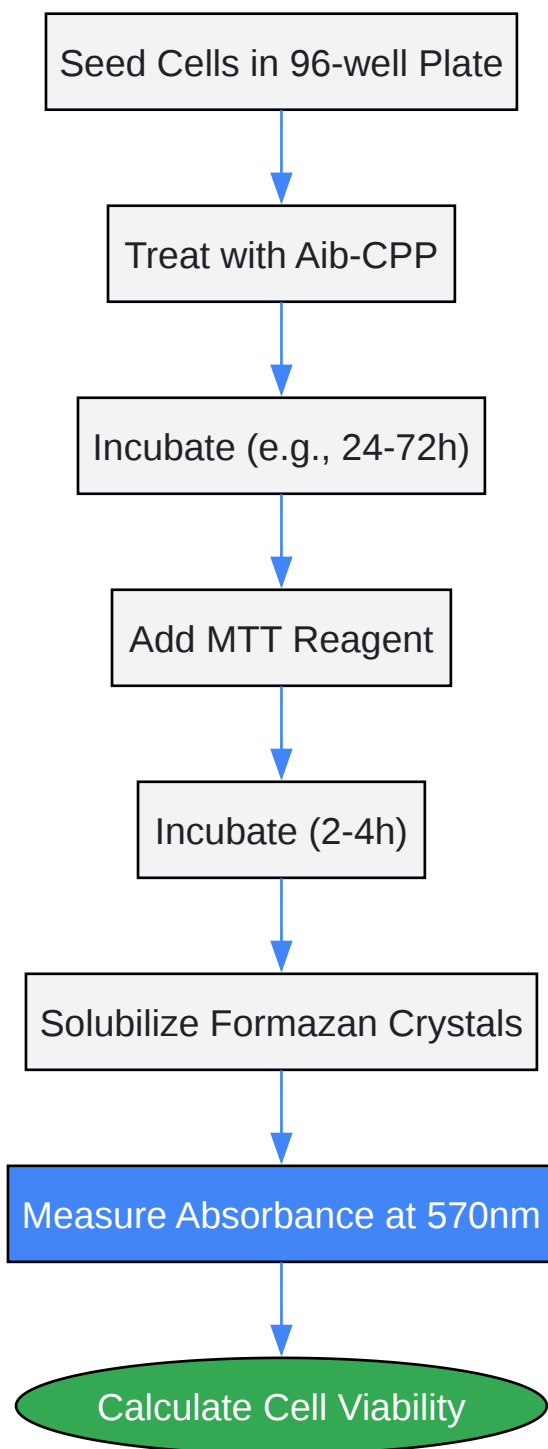 Seed Cells in 96-well Plate
Treat with Aib-CPP
Incubate (e.g., 24-72h)
Add MTT Reagent
Incubate (2-4h)
Solubilize Formazan Crystals
Measure Absorbance at 570nm
Calculate Cell Viability